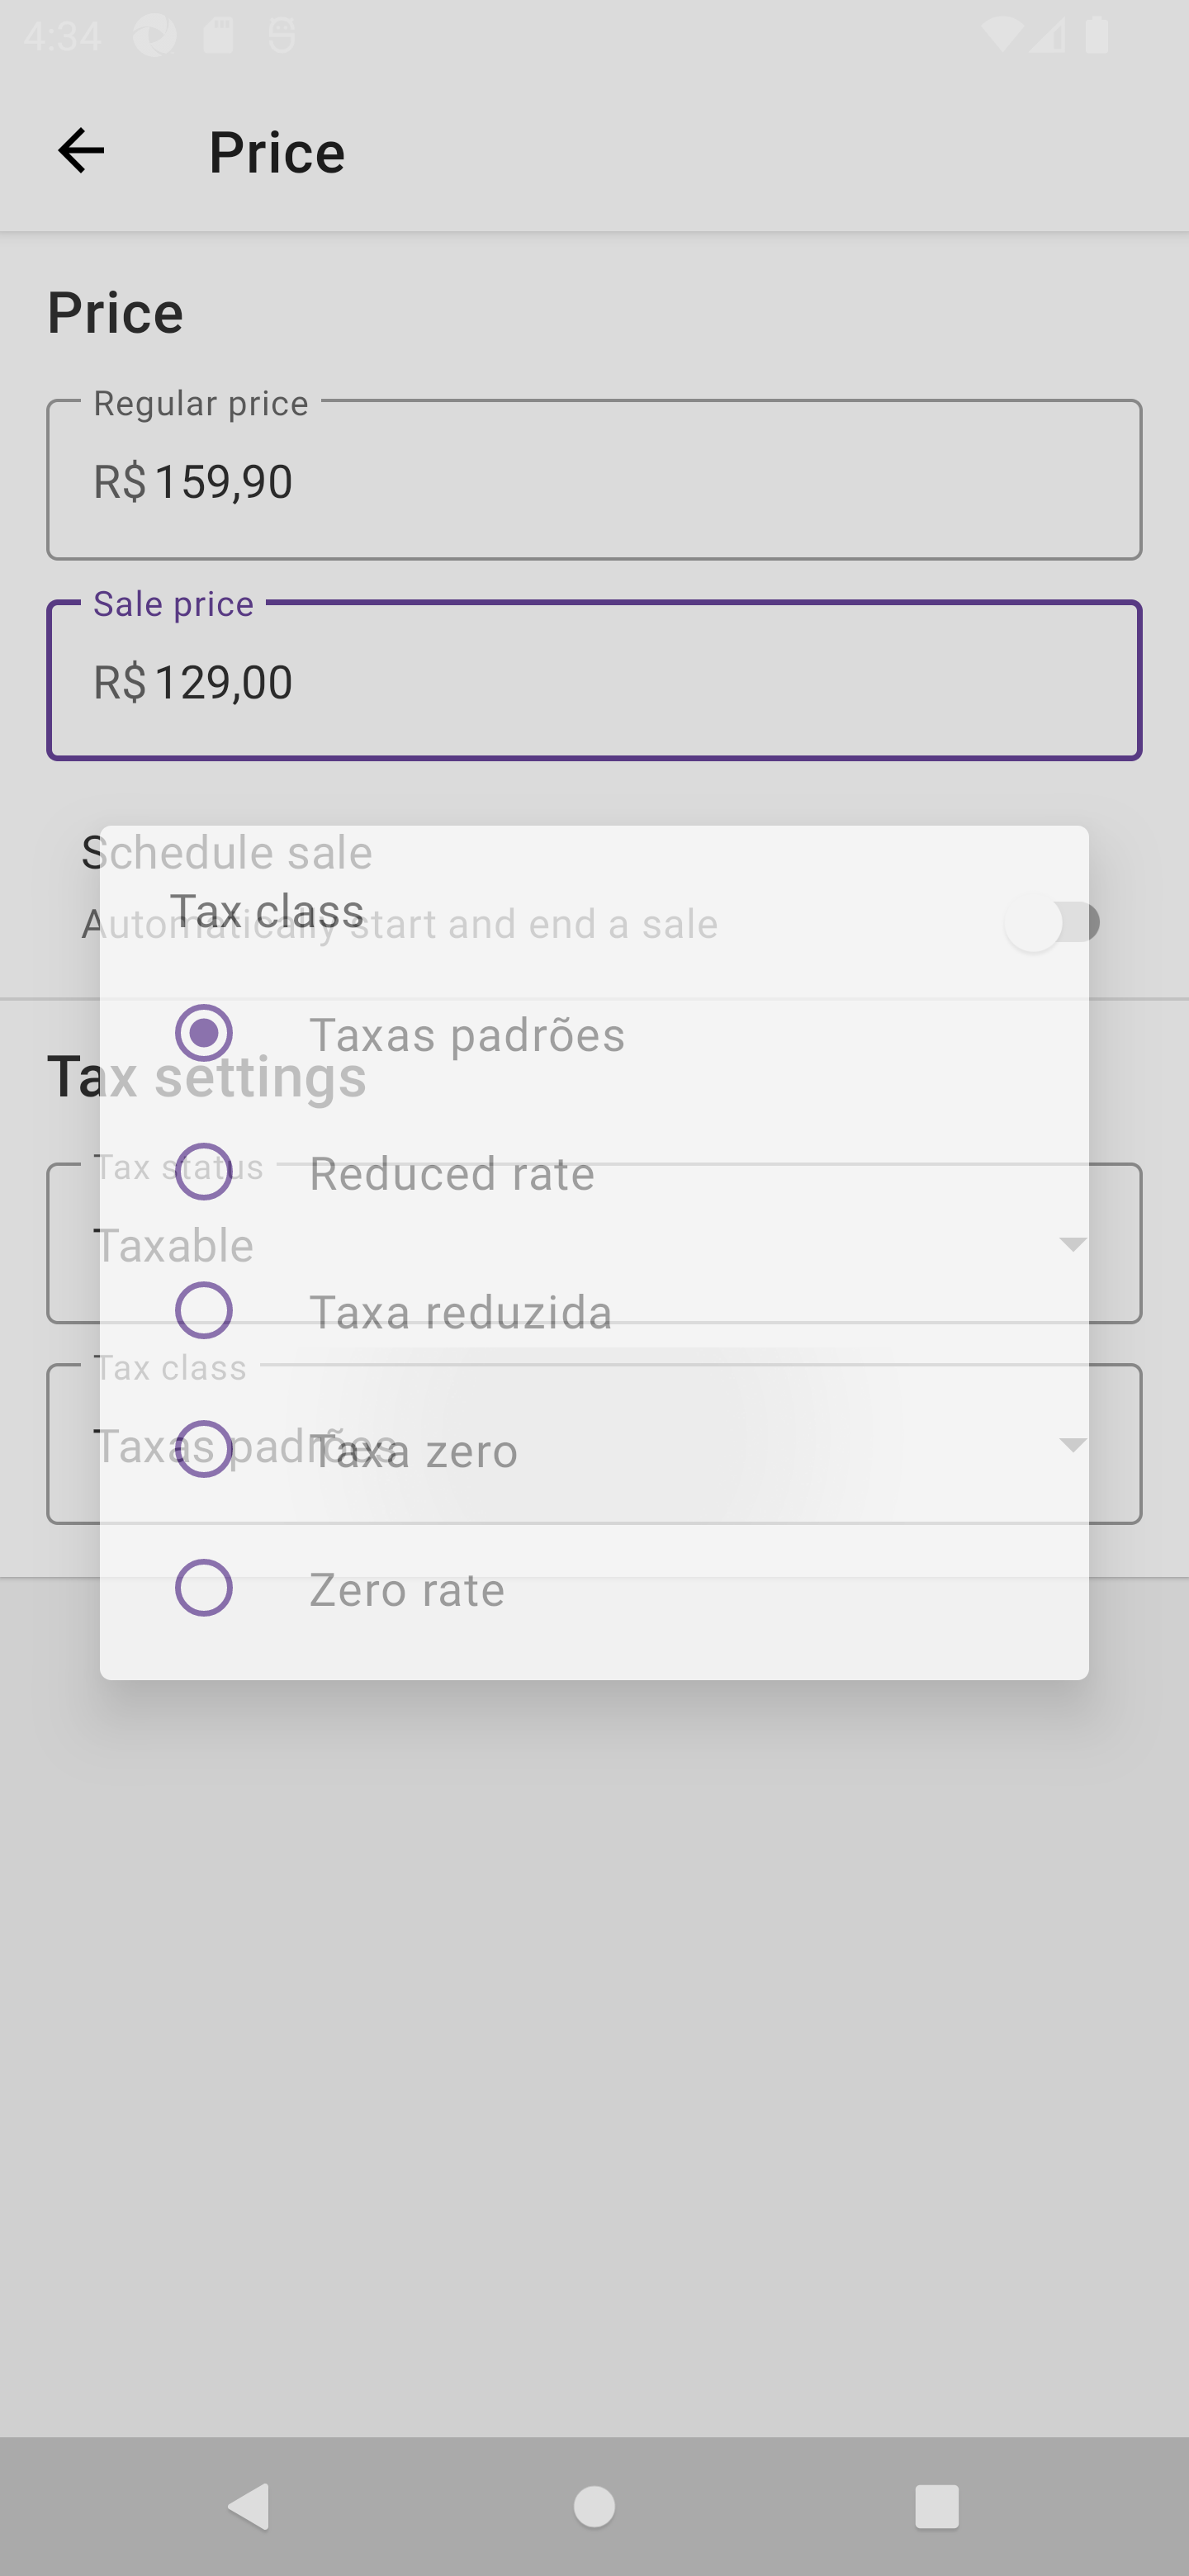 4:34
Price
Price
Regular price
R$ 159,90
Sale price
R$ 129,00
Schedule sale
Automatically start and end a sale
Tax class
Taxas padrões
Tax settings
Reduced rate
Tax status
Taxable
Taxa reduzida
Tax class
Taxas padrões
Taxa zero
Zero rate